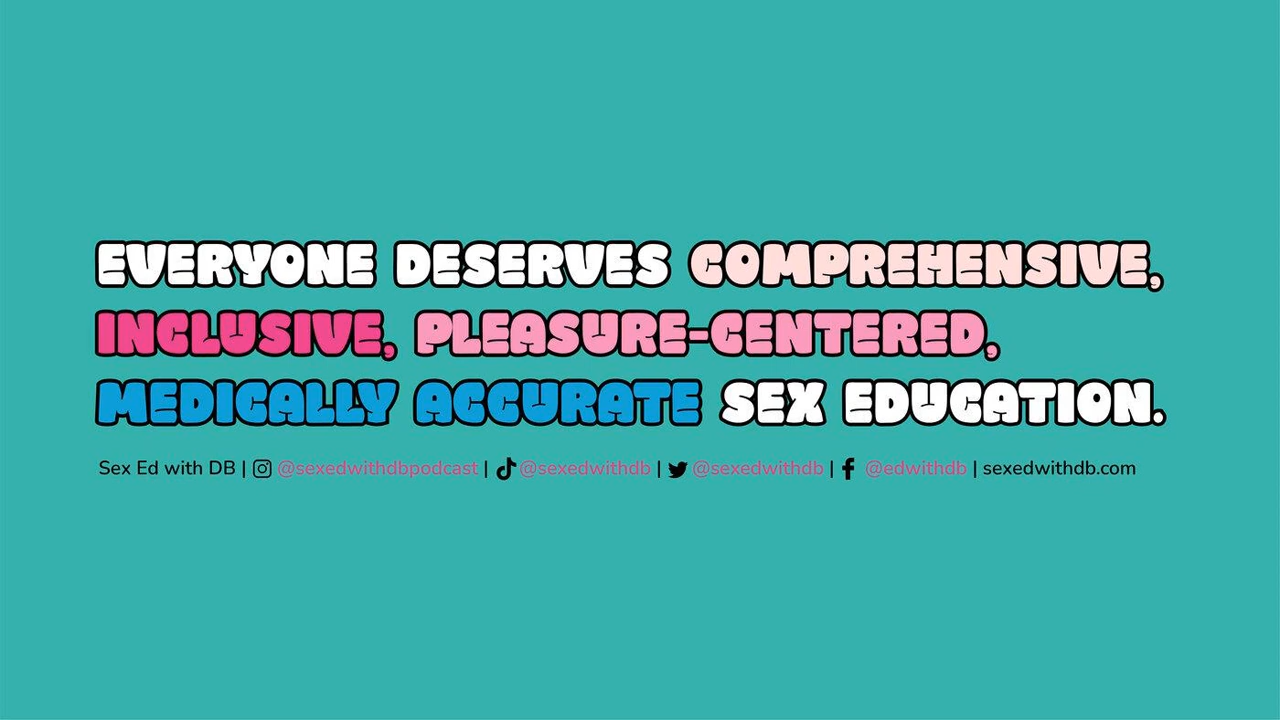 EVERYONE DESERVES COMPREHENSIVE,
INCLUSIVE, PLEASURE-CENTERED,
MEDICALLY ACCURATE SEX EDUCATION.
Sex Ed with DB | @sexedwithdbpodcast | @sexedwithdb | @sexedwithdb | @edwithdb | sexedwithdb.com